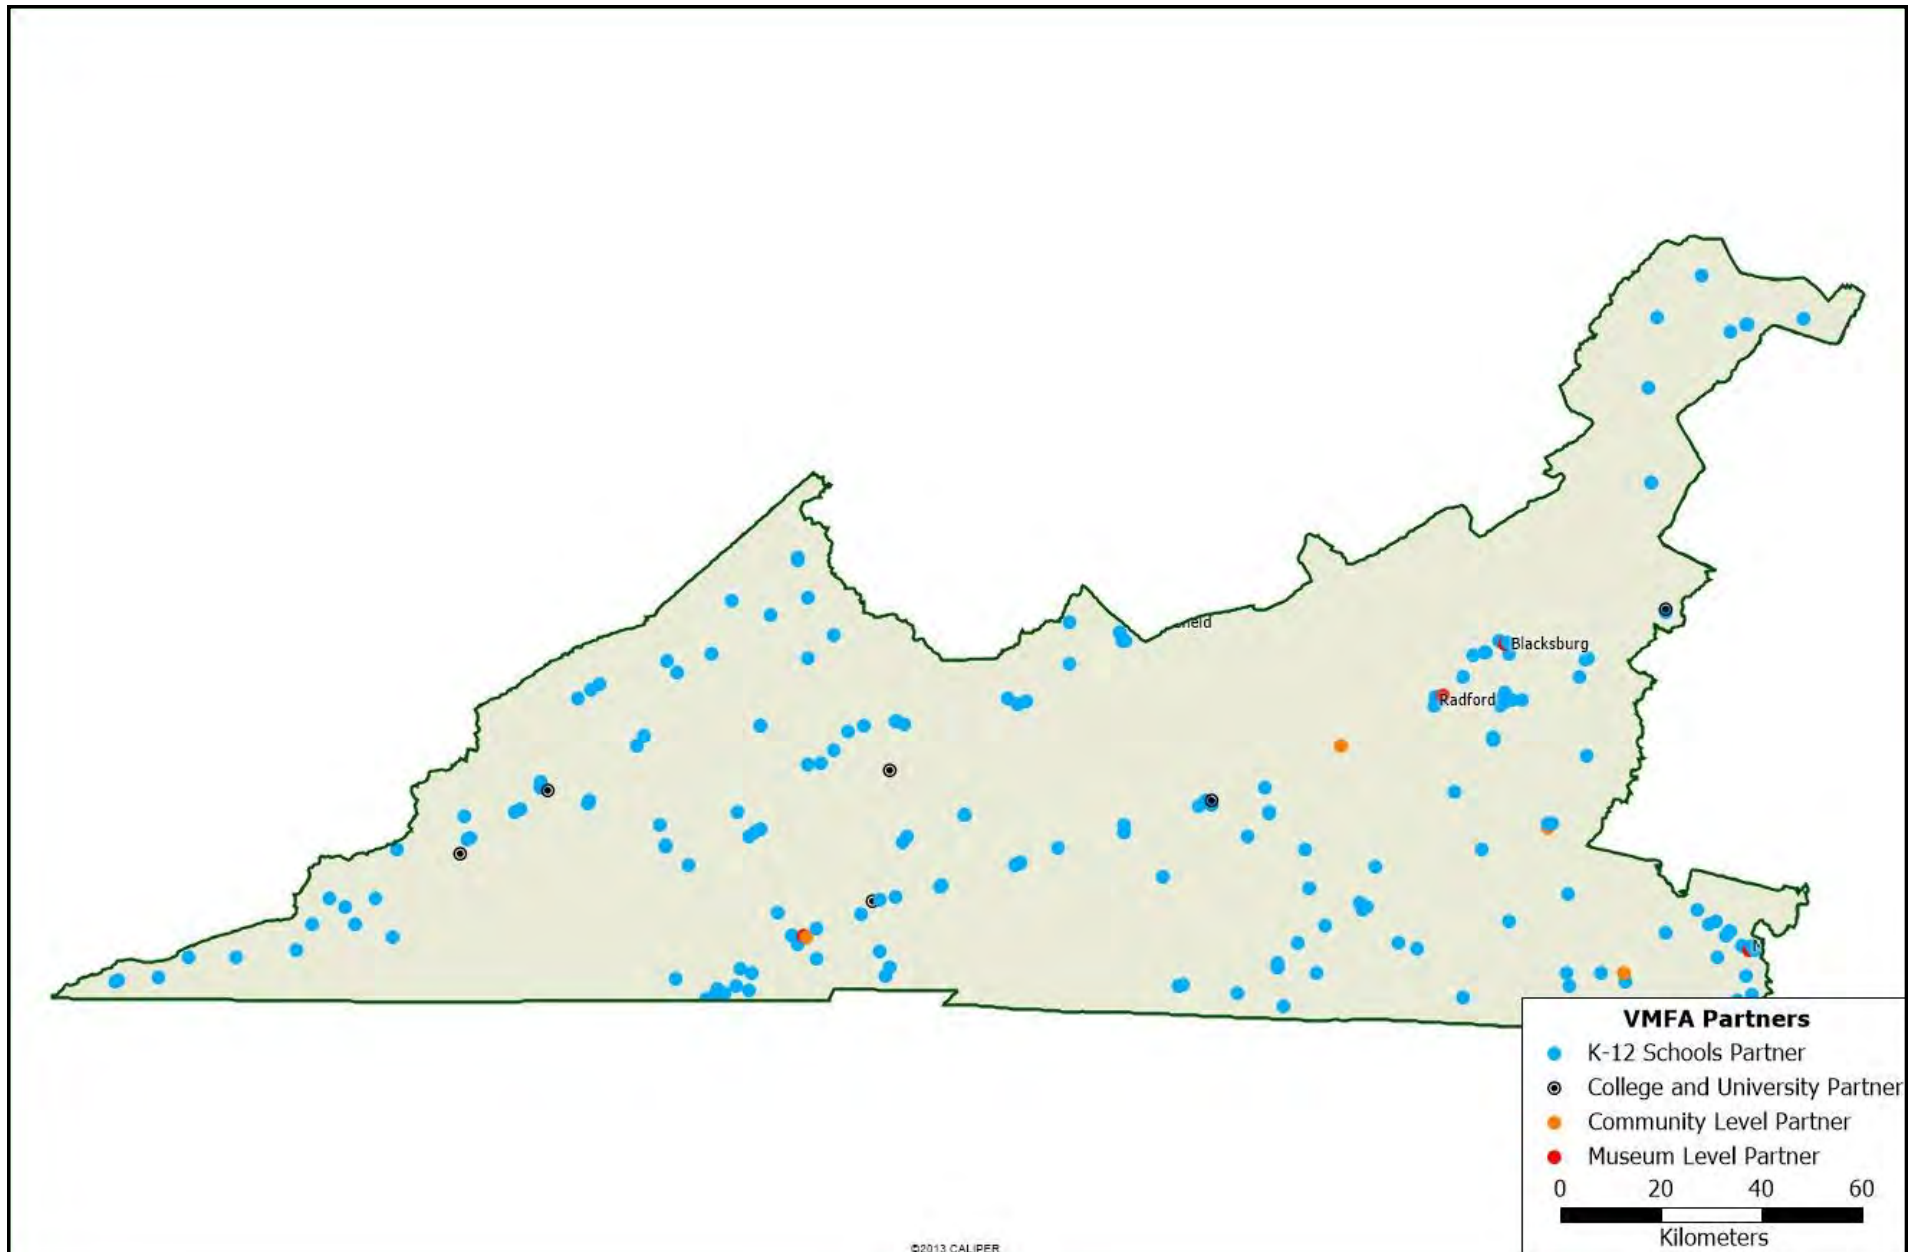 Blacksburg
Radford
VMFA Partners
K-12 Schools Partner
College and University Partner
Community Level Partner
Museum Level Partner
0 20 40 60
Kilometers
©2013 CALIPER